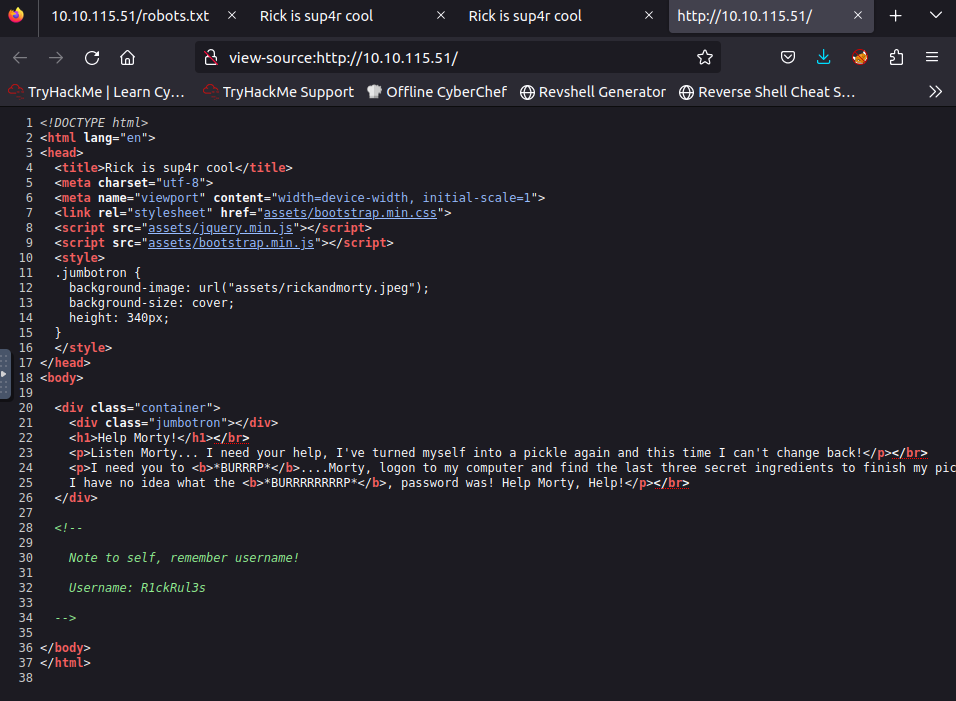 10.10.115.51/robots.txt
Rick is sup4r cool
Rick is sup4r cool
http://10.10.115.51/
view-source:http://10.10.115.51/
TryHackMe | Learn Cy…
TryHackMe Support
Offline CyberChef
Revshell Generator
Reverse Shell Cheat S…
1 <!DOCTYPE html>
2 <html lang="en">
3 <head>
4 <title>Rick is sup4r cool</title>
5 <meta charset="utf-8">
6 <meta name="viewport" content="width=device-width, initial-scale=1">
7 <link rel="stylesheet" href="assets/bootstrap.min.css">
8 <script src="assets/jquery.min.js"></script>
9 <script src="assets/bootstrap.min.js"></script>
10 <style>
11 .jumbotron {
12 background-image: url("assets/rickandmorty.jpeg");
13 background-size: cover;
14 height: 340px;
15 }
16 </style>
17 </head>
18 <body>
19
20 <div class="container">
21 <div class="jumbotron"></div>
22 <h1>Help Morty!</h1></br>
23 <p>Listen Morty... I need your help, I've turned myself into a pickle again and this time I can't change back!</p></br>
24 <p>I need you to <b>*BURRRP*</b>....Morty, logon to my computer and find the last three secret ingredients to finish my pic
25 I have no idea what the <b>*BURRRRRRRRP*</b>, password was! Help Morty, Help!</p></br>
26 </div>
27
28 <!--
29
30 Note to self, remember username!
31
32 Username: R1ckRul3s
33
34 -->
35
36 </body>
37 </html>
38